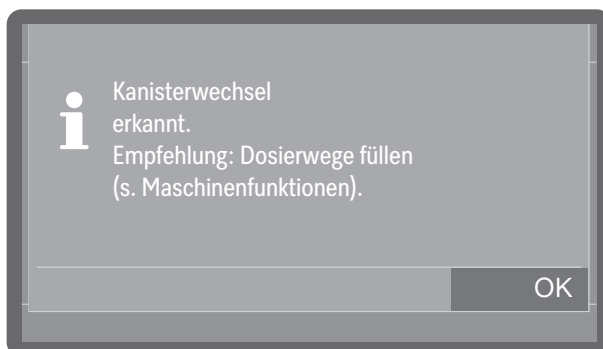 Kanisterwechsel
erkannt.
Empfehlung: Dosierwege füllen
(s. Maschinenfunktionen).
OK